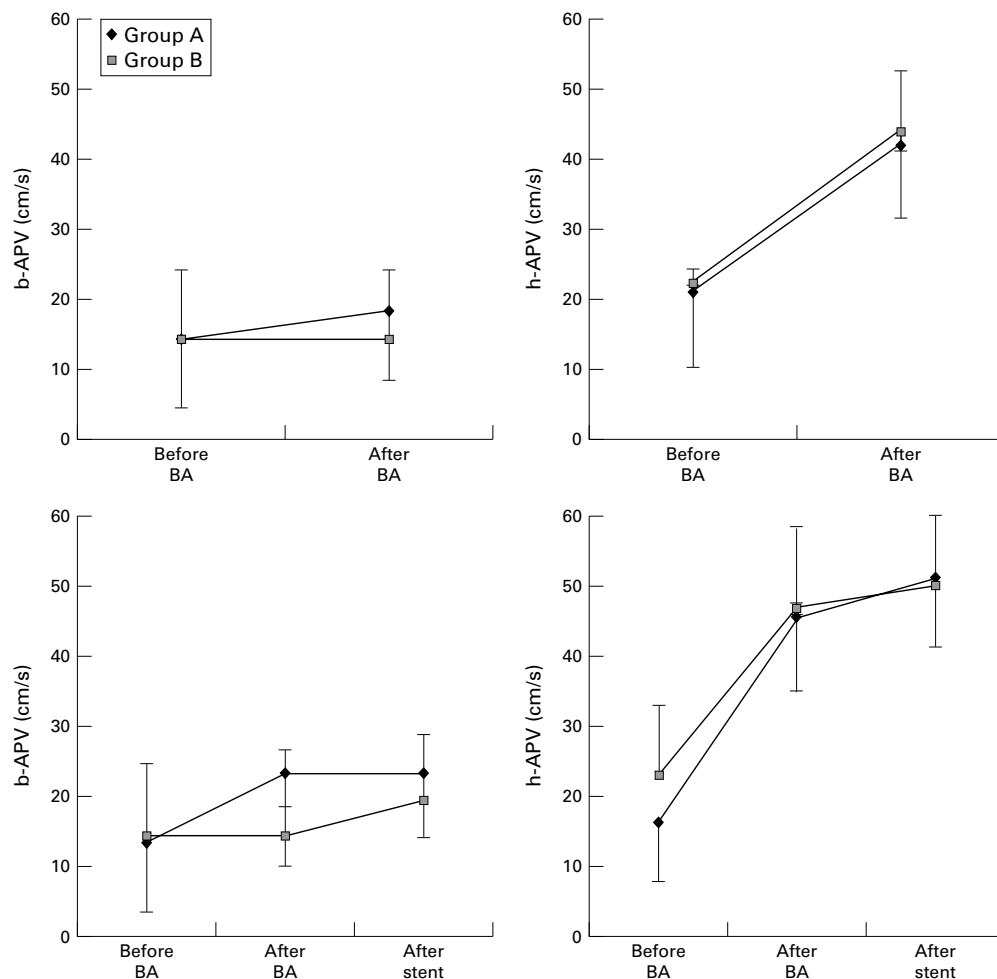 60
50
40
30
20
10
0
b-APV (cm/s)
Group A
Group B
Before
BA
After
BA
60
50
40
30
20
10
0
h-APV (cm/s)
Before
BA
After
BA
60
50
40
30
20
10
0
b-APV (cm/s)
Before
BA
After
BA
After
stent
60
50
40
30
20
10
0
h-APV (cm/s)
Before
BA
After
BA
After
stent